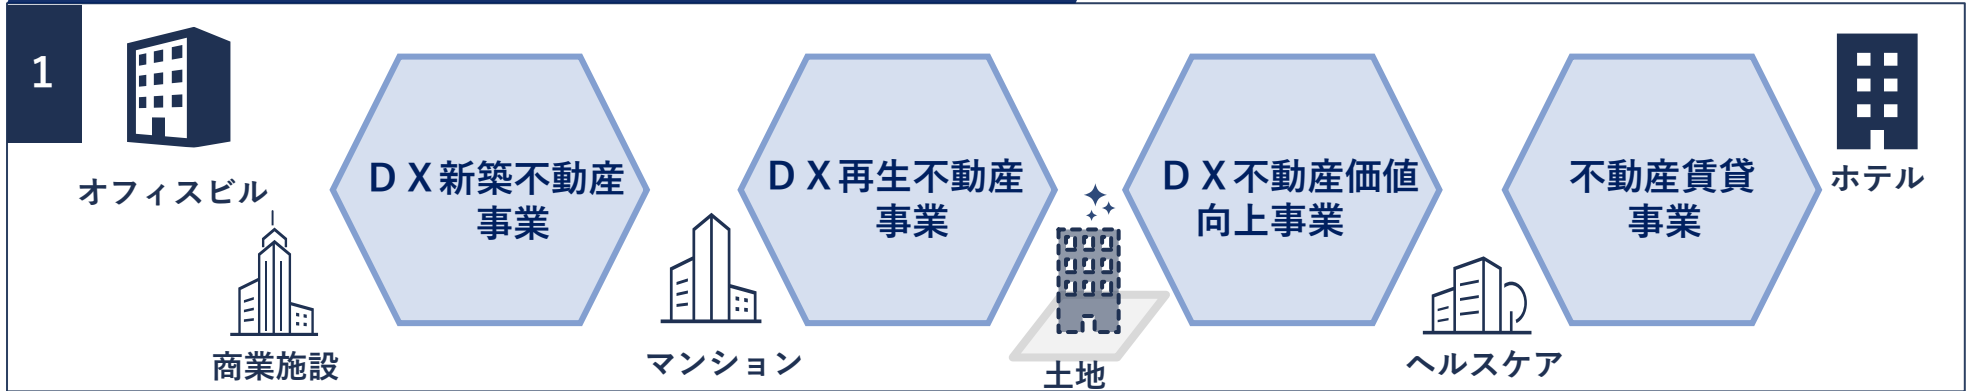 1
オフィスビル
商業施設
ＤＸ新築不動産
事業
マンション
ＤＸ再生不動産
事業
土地
ＤＸ不動産価値
向上事業
ヘルスケア
不動産賃貸
事業
ホテル